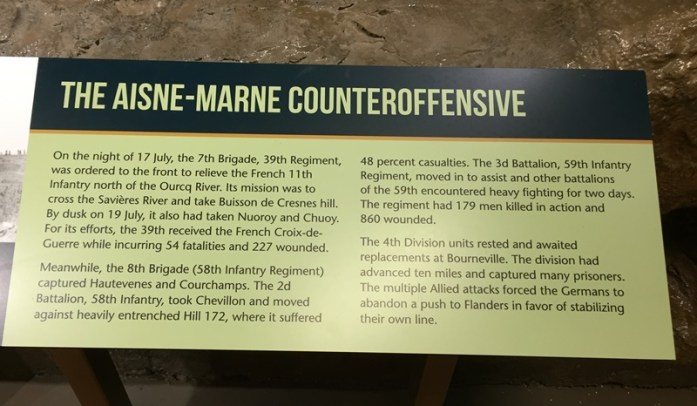 THE AISNE-MARNE COUNTEROFFENSIVE
On the night of 17 July, the 7th Brigade, 39th Regiment,
was ordered to the front to relieve the French 11th
Infantry north of the Ourcq River. Its mission was to
cross the Savières River and take Buisson de Cresnes hill.
By dusk on 19 July, it also had taken Nuoroy and Chuoy.
For its efforts, the 39th received the French Croix-de-
Guerre while incurring 54 fatalities and 227 wounded.
Meanwhile, the 8th Brigade (58th Infantry Regiment)
captured Hautevenes and Courchamps. The 2d
Battalion, 58th Infantry, took Chevillon and moved
against heavily entrenched Hill 172, where it suffered
48 percent casualties. The 3d Battalion, 59th Infantry
Regiment, moved in to assist and other battalions
of the 59th encountered heavy fighting for two days.
The regiment had 179 men killed in action and
860 wounded.
The 4th Division units rested and awaited
replacements at Bourneville. The division had
advanced ten miles and captured many prisoners.
The multiple Allied attacks forced the Germans to
abandon a push to Flanders in favor of stabilizing
their own line.